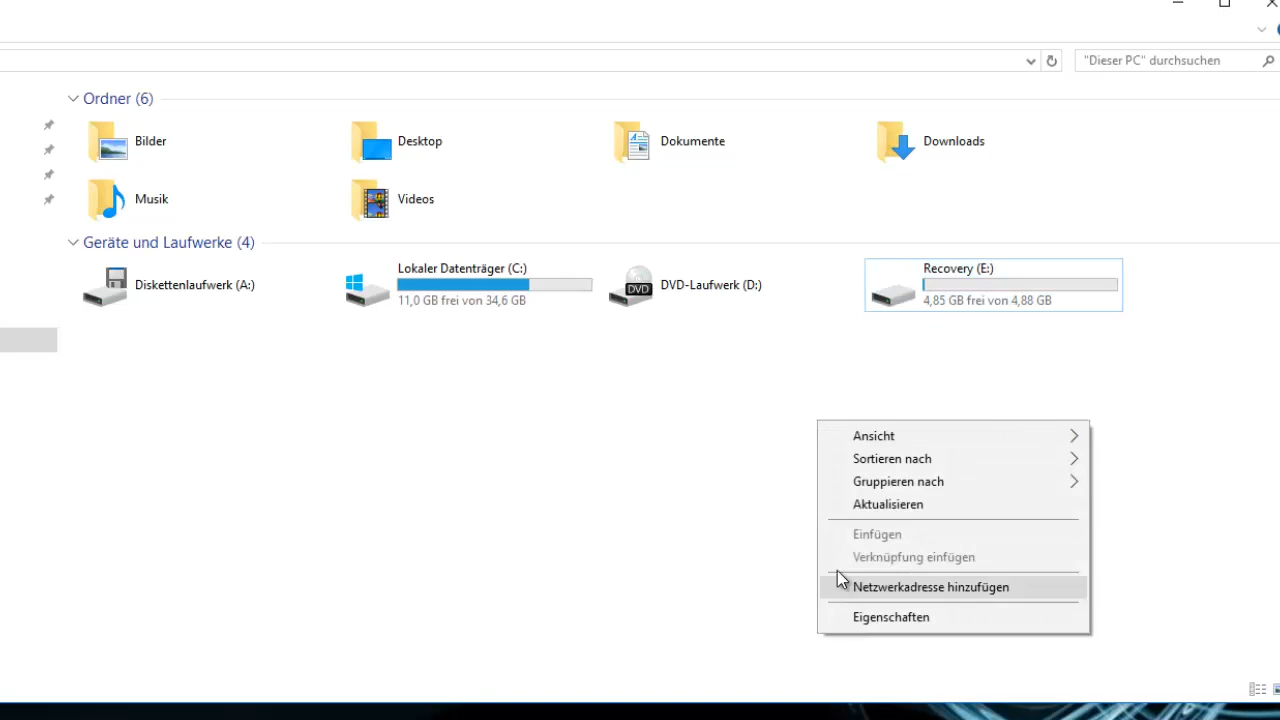 "Dieser PC" durchsuchen
Ordner (6)
Bilder
Desktop
Dokumente
Downloads
Musik
Videos
Geräte und Laufwerke (4)
Diskettenlaufwerk (A:)
Lokaler Datenträger (C:)
11,0 GB frei von 34,6 GB
DVD
DVD-Laufwerk (D:)
Recovery (E:)
4,85 GB frei von 4,88 GB
Ansicht
Sortieren nach
Gruppieren nach
Aktualisieren
Einfügen
Verknüpfung einfügen
Netzwerkadresse hinzufügen
Eigenschaften